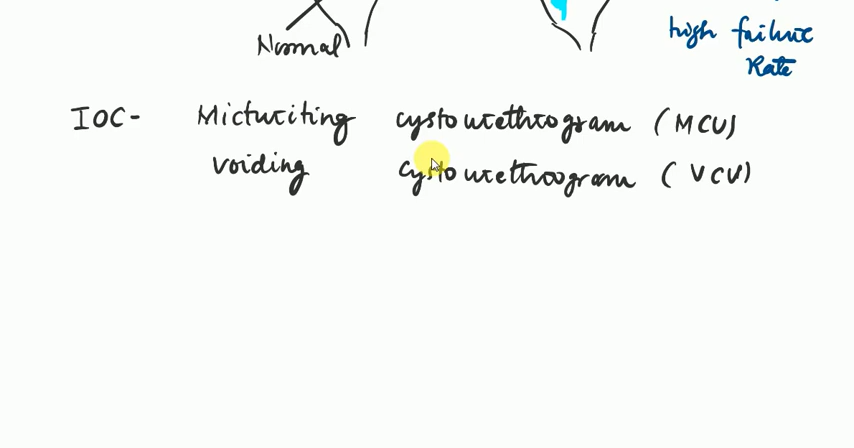 Normal
high failure
Rate
IOC- Micturiting cystourethrogram (MCU)
Voiding cystourethrogram (VCU)